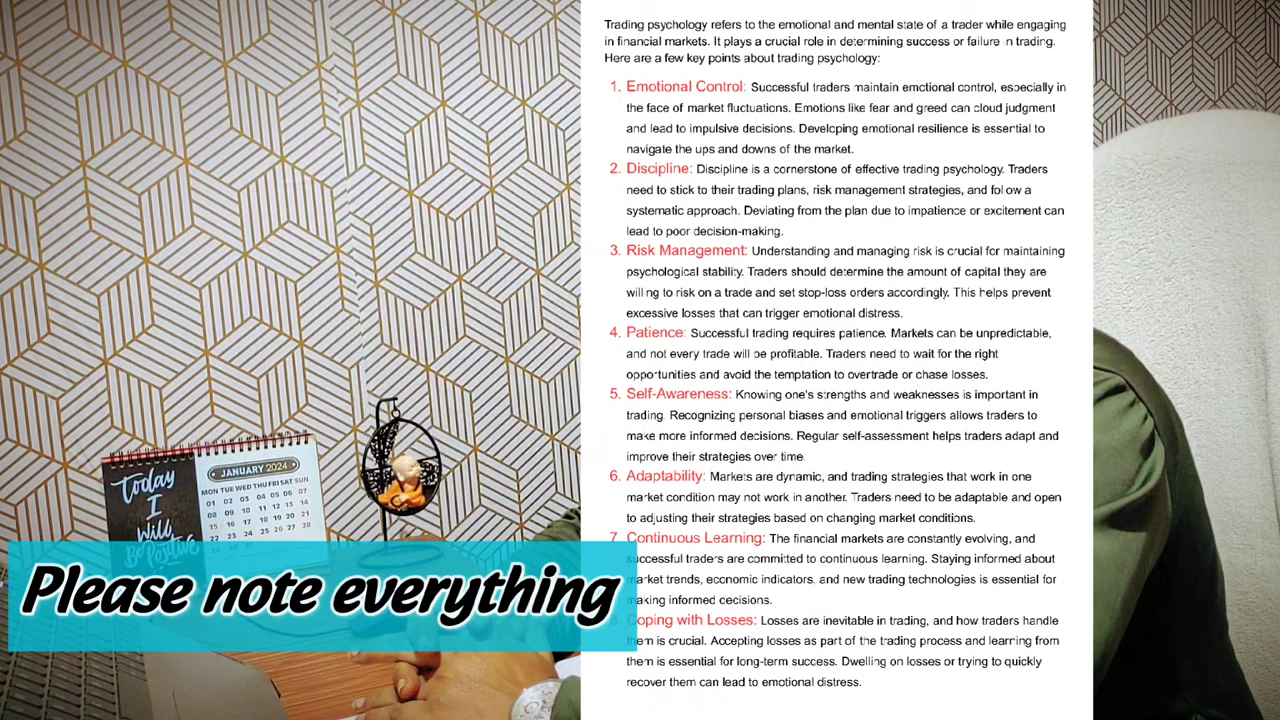 Trading psychology refers to the emotional and mental state of a trader while engaging
in financial markets. It plays a crucial role in determining success or failure in trading.
Here are a few key points about trading psychology:
1. Emotional Control: Successful traders maintain emotional control, especially in
the face of market fluctuations. Emotions like fear and greed can cloud judgment
and lead to impulsive decisions. Developing emotional resilience is essential to
navigate the ups and downs of the market.
2. Discipline: Discipline is a cornerstone of effective trading psychology. Traders
need to stick to their trading plans, risk management strategies, and follow a
systematic approach. Deviating from the plan due to impatience or excitement can
lead to poor decision-making.
3. Risk Management: Understanding and managing risk is crucial for maintaining
psychological stability. Traders should determine the amount of capital they are
willing to risk on a trade and set stop-loss orders accordingly. This helps prevent
excessive losses that can trigger emotional distress.
4. Patience: Successful trading requires patience. Markets can be unpredictable,
and not every trade will be profitable. Traders need to wait for the right
opportunities and avoid the temptation to overtrade or chase losses.
5. Self-Awareness: Knowing one's strengths and weaknesses is important in
trading. Recognizing personal biases and emotional triggers allows traders to
make more informed decisions. Regular self-assessment helps traders adapt and
improve their strategies over time.
6. Adaptability: Markets are dynamic, and trading strategies that work in one
market condition may not work in another. Traders need to be adaptable and open
to adjusting their strategies based on changing market conditions.
7. Continuous Learning: The financial markets are constantly evolving, and
successful traders are committed to continuous learning. Staying informed about
market trends, economic indicators, and new trading technologies is essential for
making informed decisions.
8. Coping with Losses: Losses are inevitable in trading, and how traders handle
them is crucial. Accepting losses as part of the trading process and learning from
them is essential for long-term success. Dwelling on losses or trying to quickly
recover them can lead to emotional distress.
today
I
will
Be Positive
JANUARY 2024
MON TUE WED THU FRI SAT SUN
01 02 03 04 05 06 07
08 09 10 11 12 13 14
15 16 17 18 19 20 21
22 23 24 25 26 27 28
29 30 31
Please note everything